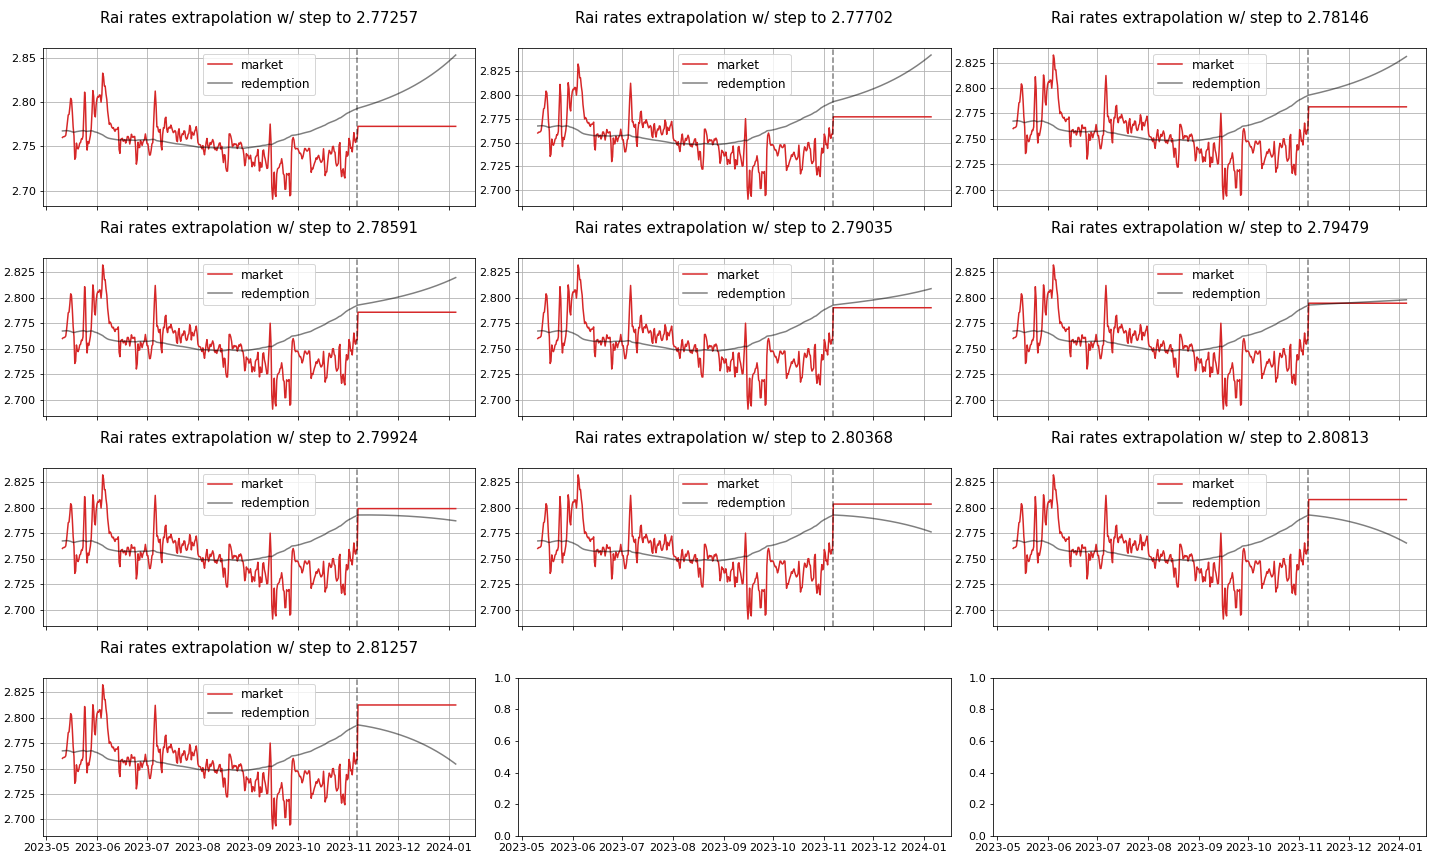 Rai rates extrapolation w/ step to 2.77257
Rai rates extrapolation w/ step to 2.77702
Rai rates extrapolation w/ step to 2.78146
2.85
2.80
2.75
2.70
market
redemption
2.825
2.800
2.775
2.750
2.725
2.700
market
redemption
2.825
2.800
2.775
2.750
2.725
2.700
market
redemption
Rai rates extrapolation w/ step to 2.78591
Rai rates extrapolation w/ step to 2.79035
Rai rates extrapolation w/ step to 2.79479
2.825
2.800
2.775
2.750
2.725
2.700
market
redemption
2.825
2.800
2.775
2.750
2.725
2.700
market
redemption
2.825
2.800
2.775
2.750
2.725
2.700
market
redemption
Rai rates extrapolation w/ step to 2.79924
Rai rates extrapolation w/ step to 2.80368
Rai rates extrapolation w/ step to 2.80813
2.825
2.800
2.775
2.750
2.725
2.700
market
redemption
2.825
2.800
2.775
2.750
2.725
2.700
market
redemption
2.825
2.800
2.775
2.750
2.725
2.700
market
redemption
Rai rates extrapolation w/ step to 2.81257
2.825
2.800
2.775
2.750
2.725
2.700
market
redemption
2023-05 2023-06 2023-07 2023-08 2023-09 2023-10 2023-11 2023-12 2024-01
1.0
0.8
0.6
0.4
0.2
0.0
2023-05 2023-06 2023-07 2023-08 2023-09 2023-10 2023-11 2023-12 2024-01
1.0
0.8
0.6
0.4
0.2
0.0
2023-05 2023-06 2023-07 2023-08 2023-09 2023-10 2023-11 2023-12 2024-01